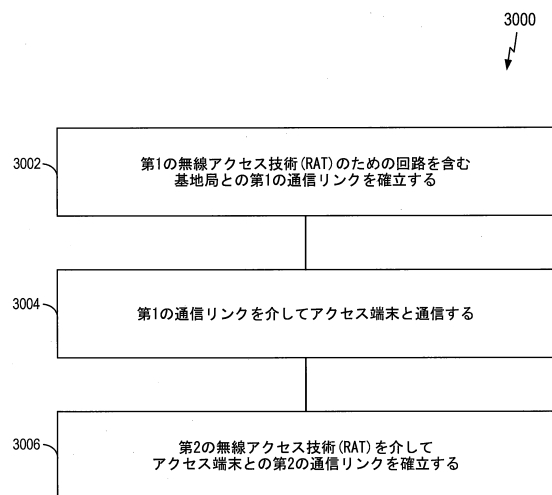 3000
3002
第1の無線アクセス技術(RAT)のための回路を含む
基地局との第1の通信リンクを確立する
3004
第1の通信リンクを介してアクセス端末と通信する
3006
第2の無線アクセス技術(RAT)を介して
アクセス端末との第2の通信リンクを確立する